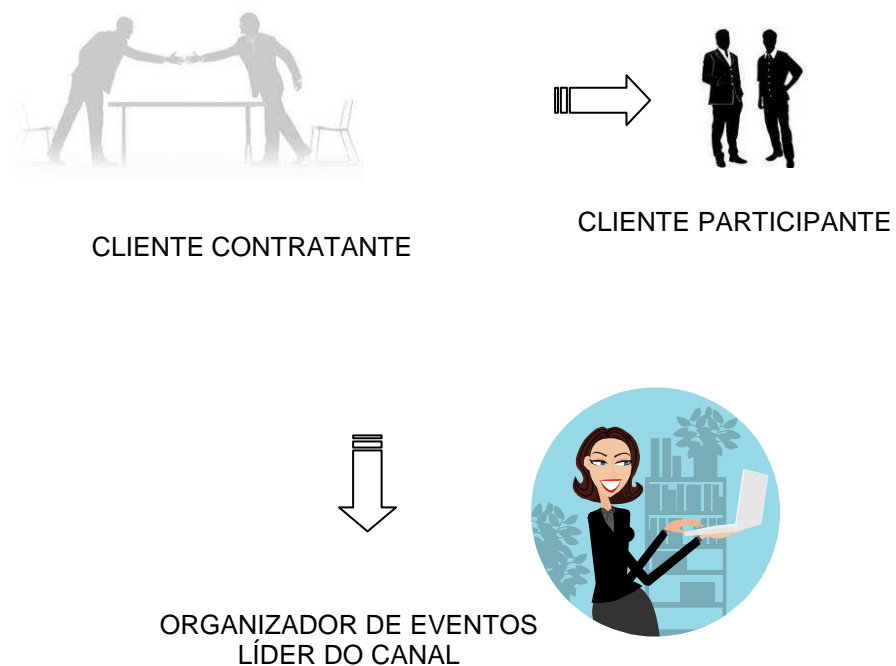 CLIENTE CONTRATANTE
CLIENTE PARTICIPANTE
ORGANIZADOR DE EVENTOS
LÍDER DO CANAL